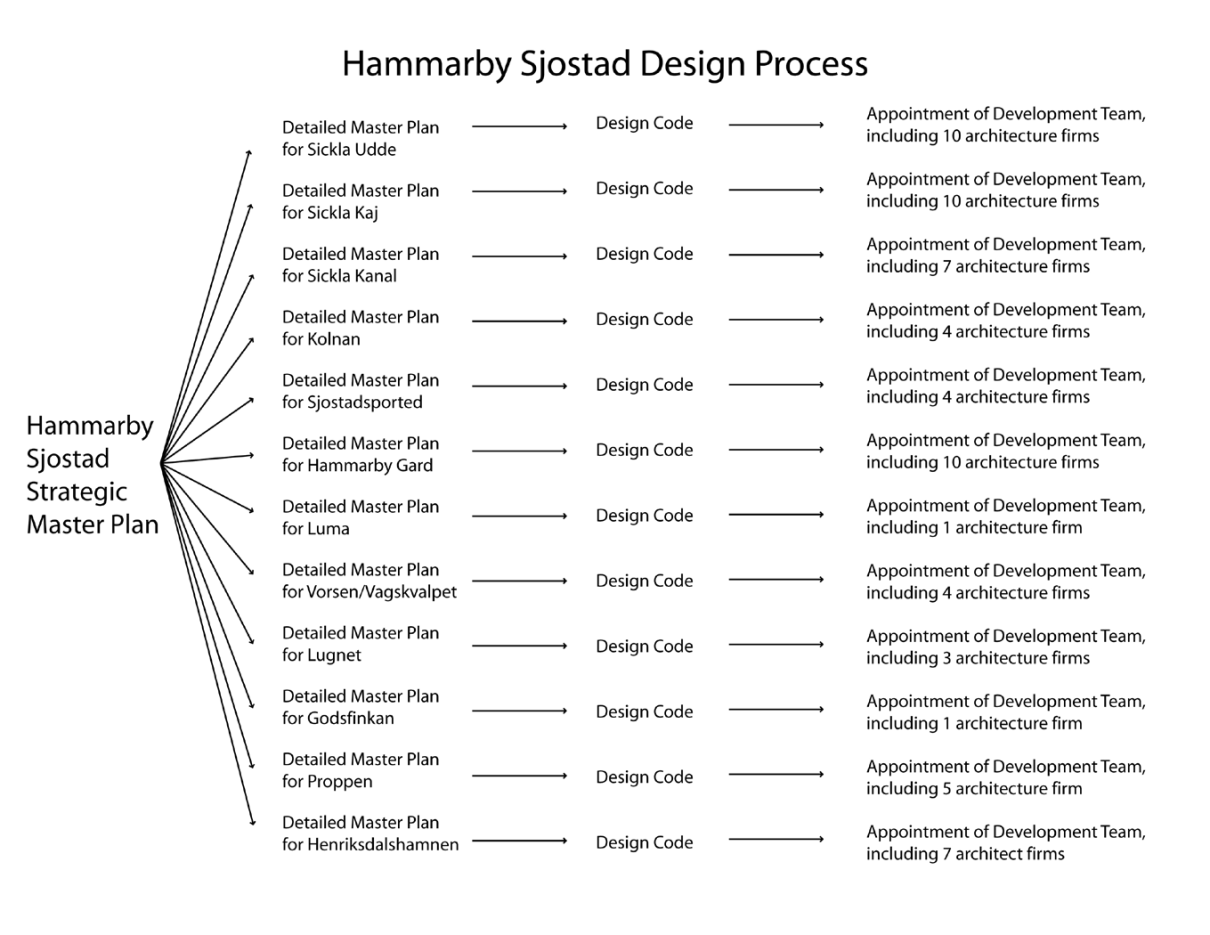 Hammarby Sjostad Design Process
Hammarby
Sjostad
Strategic
Master Plan
Detailed Master Plan
for Sickla Udde
Design Code
Appointment of Development Team,
including 10 architecture firms
Detailed Master Plan
for Sickla Kaj
Design Code
Appointment of Development Team,
including 10 architecture firms
Detailed Master Plan
for Sickla Kanal
Design Code
Appointment of Development Team,
including 7 architecture firms
Detailed Master Plan
for Kolnan
Design Code
Appointment of Development Team,
including 4 architecture firms
Detailed Master Plan
for Sjostadsported
Design Code
Appointment of Development Team,
including 4 architecture firms
Detailed Master Plan
for Hammarby Gard
Design Code
Appointment of Development Team,
including 10 architecture firms
Detailed Master Plan
for Luma
Design Code
Appointment of Development Team,
including 1 architecture firm
Detailed Master Plan
for Vorsen/Vagskvalpet
Design Code
Appointment of Development Team,
including 4 architecture firms
Detailed Master Plan
for Lugnet
Design Code
Appointment of Development Team,
including 3 architecture firms
Detailed Master Plan
for Godsfinkan
Design Code
Appointment of Development Team,
including 1 architecture firm
Detailed Master Plan
for Proppen
Design Code
Appointment of Development Team,
including 5 architecture firm
Detailed Master Plan
for Henriksdalshamnen
Design Code
Appointment of Development Team,
including 7 architect firms